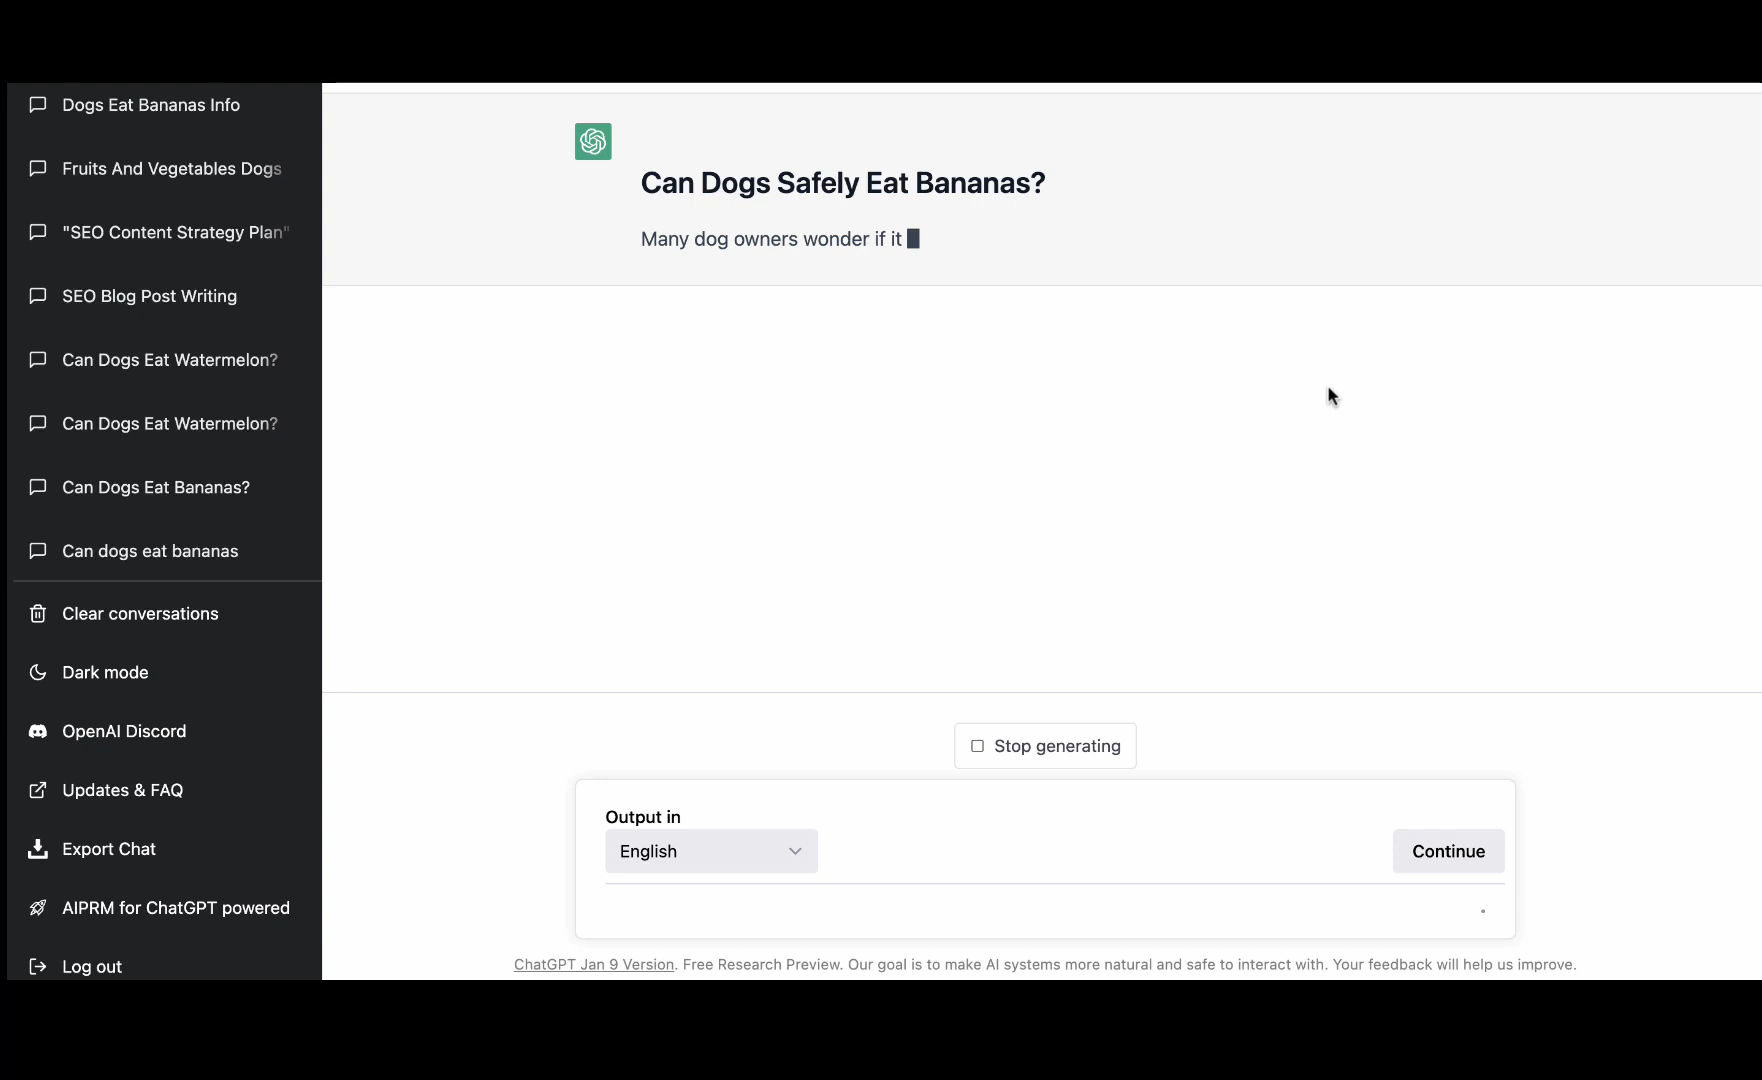 Dogs Eat Bananas Info
Fruits And Vegetables Dogs
"SEO Content Strategy Plan"
SEO Blog Post Writing
Can Dogs Eat Watermelon?
Can Dogs Eat Watermelon?
Can Dogs Eat Bananas?
Can dogs eat bananas
Clear conversations
Dark mode
OpenAI Discord
Updates & FAQ
Export Chat
AIPRM for ChatGPT powered
Log out
Can Dogs Safely Eat Bananas?
Many dog owners wonder if it
Stop generating
Output in
English
Continue
ChatGPT Jan 9 Version. Free Research Preview. Our goal is to make AI systems more natural and safe to interact with. Your feedback will help us improve.